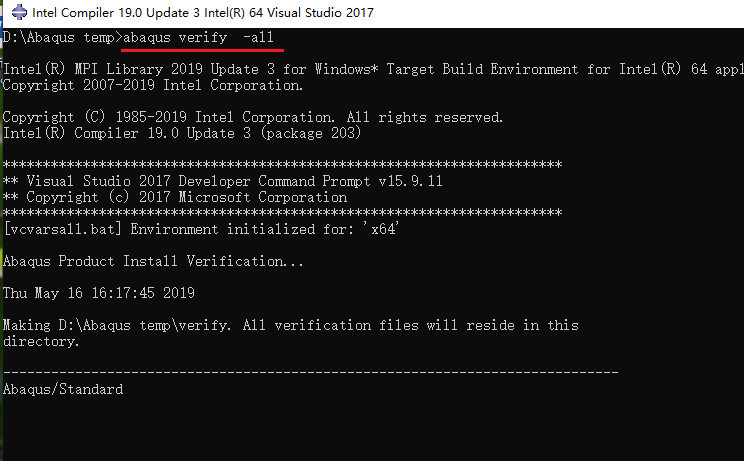 Intel Compiler 19.0 Update 3 Intel(R) 64 Visual Studio 2017
D:\Abaqus temp>abaqus verify  -all
Intel(R) MPI Library 2019 Update 3 for Windows* Target Build Environment for Intel(R) 64 appl
Copyright 2007-2019 Intel Corporation.
Copyright (C) 1985-2019 Intel Corporation. All rights reserved.
Intel(R) Compiler 19.0 Update 3 (package 203)
**********************************************************************
** Visual Studio 2017 Developer Command Prompt v15.9.11
** Copyright (c) 2017 Microsoft Corporation
**********************************************************************
[vcvarsall.bat] Environment initialized for: 'x64'
Abaqus Product Install Verification...
Thu May 16 16:17:45 2019
Making D:\Abaqus temp\verify. All verification files will reside in this
directory.
-----------------------------------------------------------------------------
Abaqus/Standard